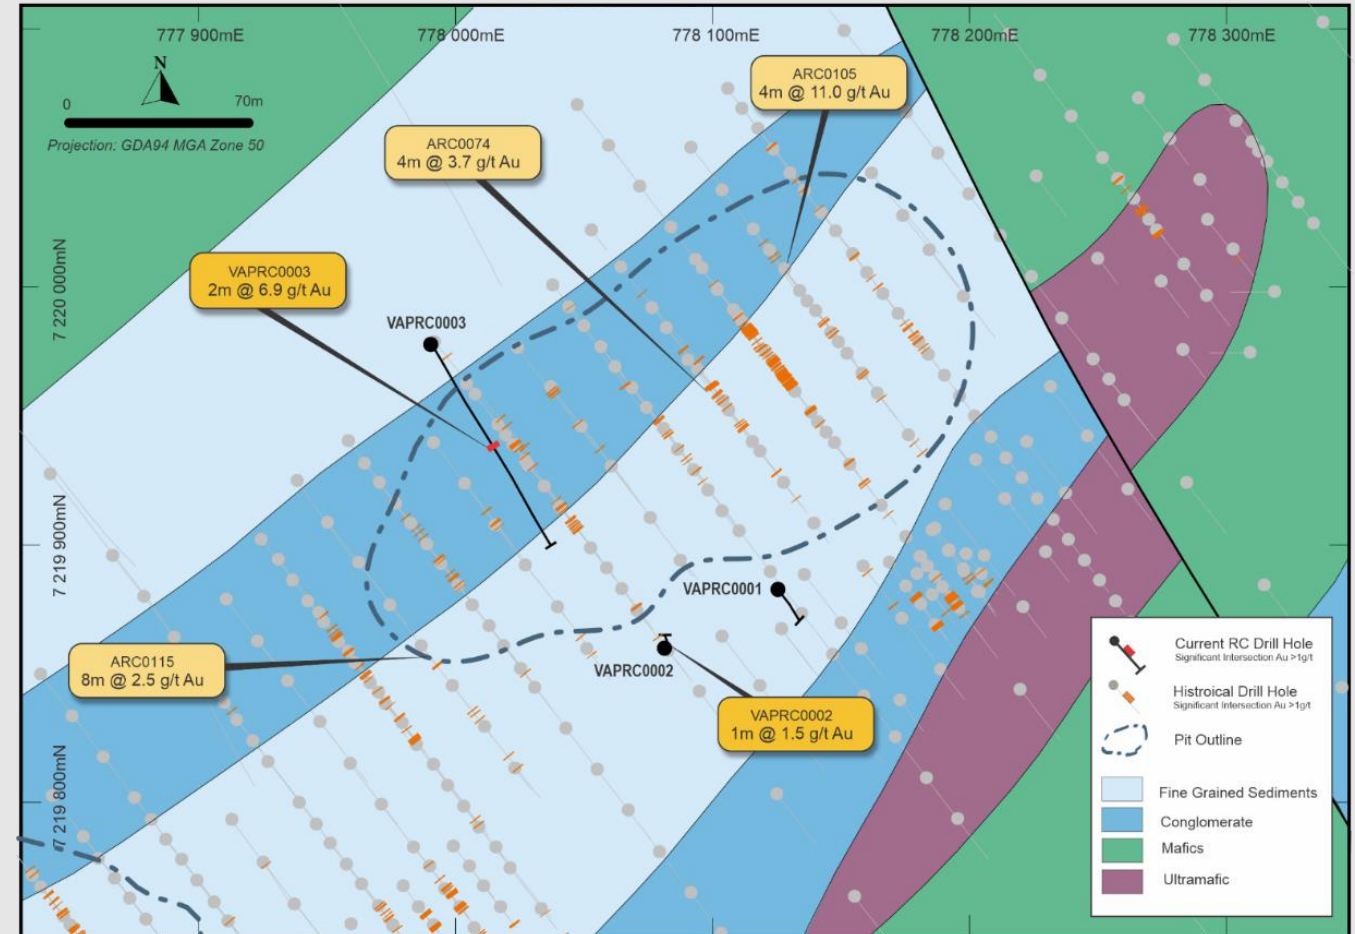 777 900mE
778 000mE
778 100mE
778 200mE
778 300mE
N
0
70m
Projection: GDA94 MGA Zone 50
ARC0105
4m @ 11.0 g/t Au
ARC0074
4m @ 3.7 g/t Au
7 220 000mN
VAPRC0003
2m @ 6.9 g/t Au
VAPRC0003
7 219 900mN
VAPRC0001
VAPRC0002
ARC0115
8m @ 2.5 g/t Au
VAPRC0002
1m @ 1.5 g/t Au
7 219 800mN
Current RC Drill Hole
Significant Intersection Au >1g/t
Histroical Drill Hole
Significant Intersection Au >1g/t
Pit Outline
Fine Grained Sediments
Conglomerate
Mafics
Ultramafic